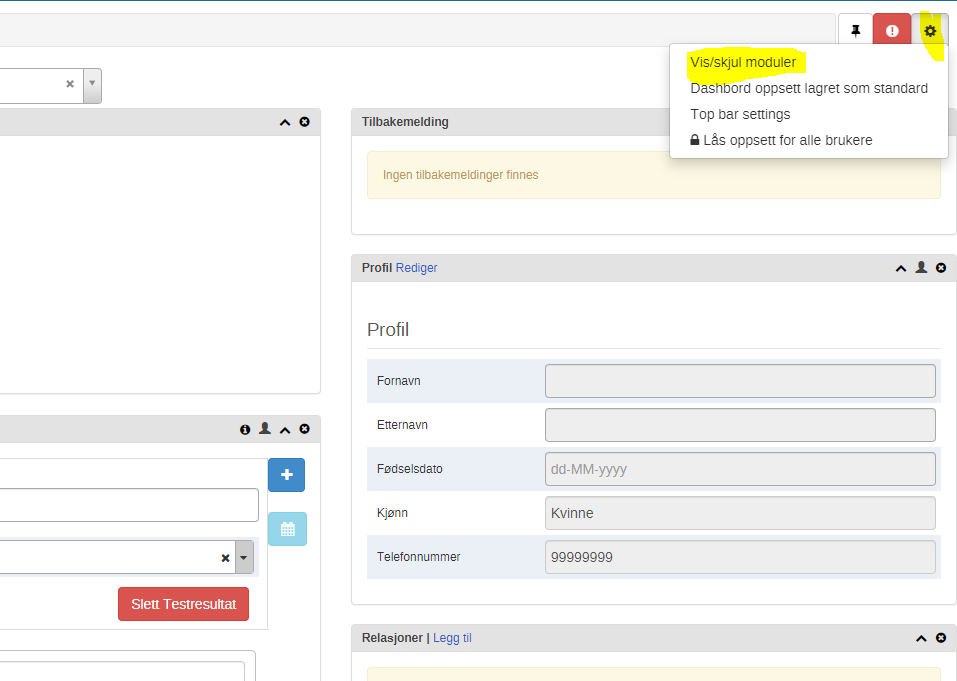 Vis/skjul moduler
Dashbord oppsett lagret som standard
Top bar settings
Lås oppsett for alle brukere
Tilbakemelding
Ingen tilbakemeldinger finnes
Profil Rediger
Profil
Fornavn
Etternavn
Fødselsdato dd-MM-yyyy
Kjønn Kvinne
Telefonnummer 99999999
Slett Testresultat
Relasjoner | Legg til